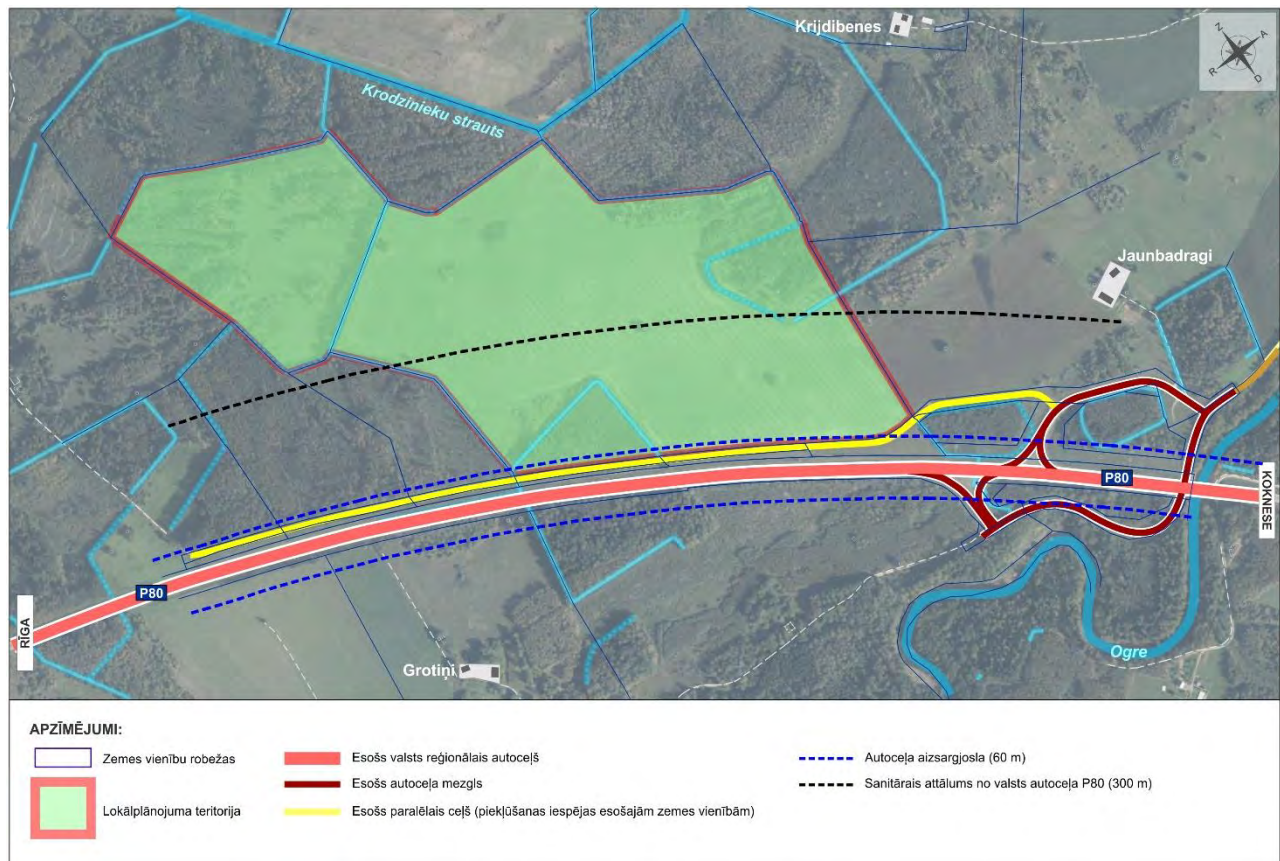 Krijdibenes
Z
A
R
D
Krodzinieku strauts
Jaunbadragi
P80
KOKNESE
P80
RĪGA
Grotiņi
Ogre
APZĪMĒJUMI:
Zemes vienību robežas
Lokālplānojuma teritorija
Esošs valsts reģionālais autoceļš
Esošs autoceļa mezgls
Esošs paralēlais ceļš (piekļūšanas iespējas esošajām zemes vienībām)
Autoceļa aizsargjosla (60 m)
Sanitārais attālums no valsts autoceļa P80 (300 m)